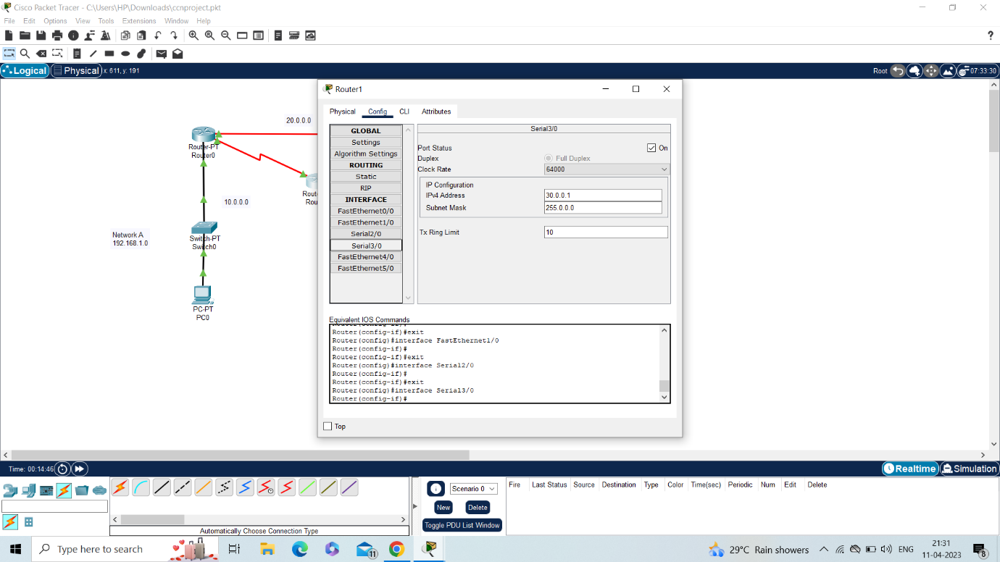 Cisco Packet Tracer - C:\Users\HP\Downloads\ccnproject.pkt
File Edit Options View Tools Extensions Window Help
?
Logical Physical x: 611, y: 191 Root 07:33:30
Router1
Physical Config CLI Attributes
GLOBAL
Settings
Algorithm Settings
ROUTING
Static
RIP
INTERFACE
FastEthernet0/0
FastEthernet1/0
Serial2/0
Serial3/0
FastEthernet4/0
FastEthernet5/0
Serial3/0
Port Status On
Duplex Full Duplex
Clock Rate 64000
IP Configuration
IPv4 Address 30.0.0.1
Subnet Mask 255.0.0.0
Tx Ring Limit 10
Equivalent IOS Commands
Router(config-if)#exit
Router(config)#interface FastEthernet1/0
Router(config-if)#
Router(config-if)#exit
Router(config)#interface Serial2/0
Router(config-if)#
Router(config-if)#exit
Router(config)#interface Serial3/0
Router(config-if)#
Top
20.0.0.0
Router-PT
Router0
Rout
Rou
10.0.0.0
Network A
192.168.1.0
Switch-PT
Switch0
PC-PT
PC0
Time: 00:14:46 Realtime Simulation
Automatically Choose Connection Type
Scenario 0
New Delete
Toggle PDU List Window
Fire Last Status Source Destination Type Color Time(sec) Periodic Num Edit Delete
Type here to search
11
29°C Rain showers
ENG
21:31
11-04-2023
8